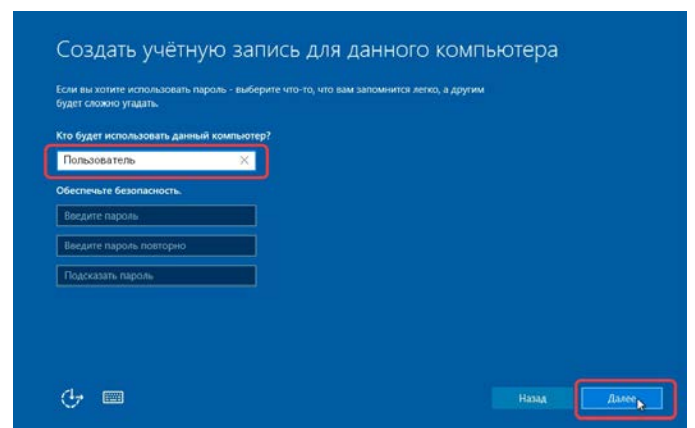 Создать учётную запись для данного компьютера
Если вы хотите использовать пароль - выберите что-то, что вам запомнится легко, а другим
будет сложно угадать.
Кто будет использовать данный компьютер?
Пользователь
Обеспечьте безопасность.
Введите пароль
Введите пароль повторно
Подсказать пароль
Назад
Далее